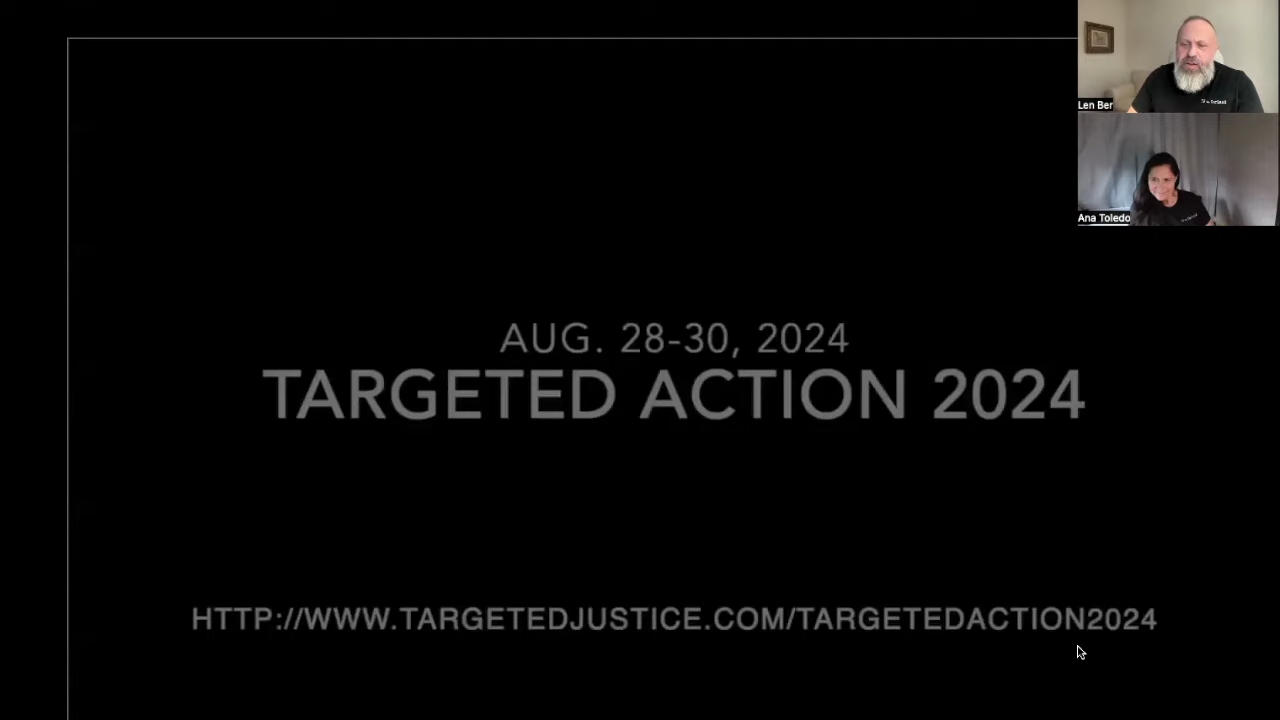 Len Ber
Ana Toledo
AUG. 28-30, 2024
TARGETED ACTION 2024
HTTP://WWW.TARGETEDJUSTICE.COM/TARGETEDACTION2024